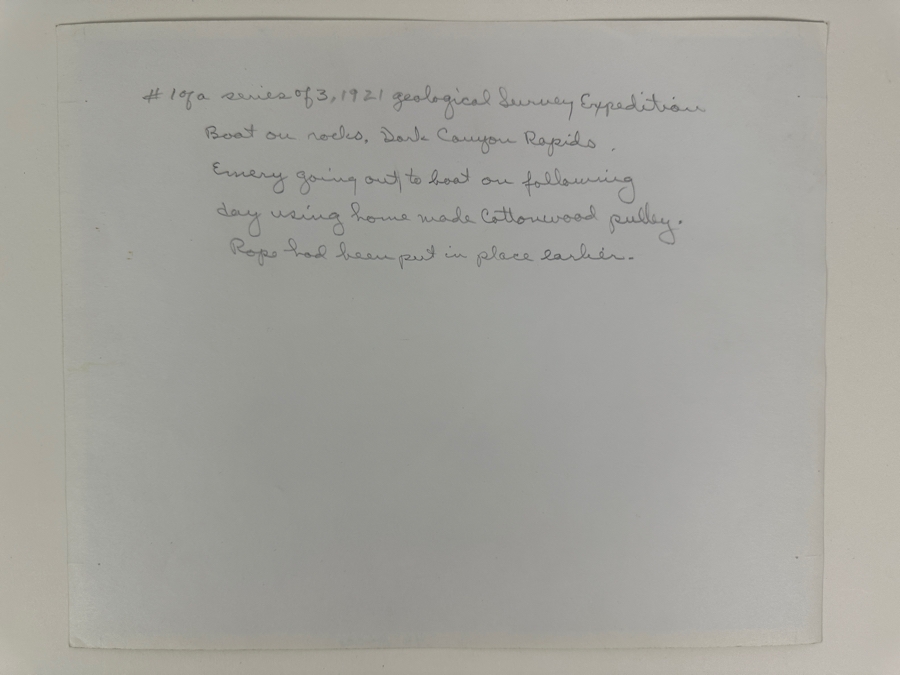 # 1 of a series of 3, 1921 geological Survey Expedition
Boat on rocks, Dark Canyon Rapids.
Emery going out to boat on following
day using home made Cottonwood pulley.
Rope had been put in place earlier.